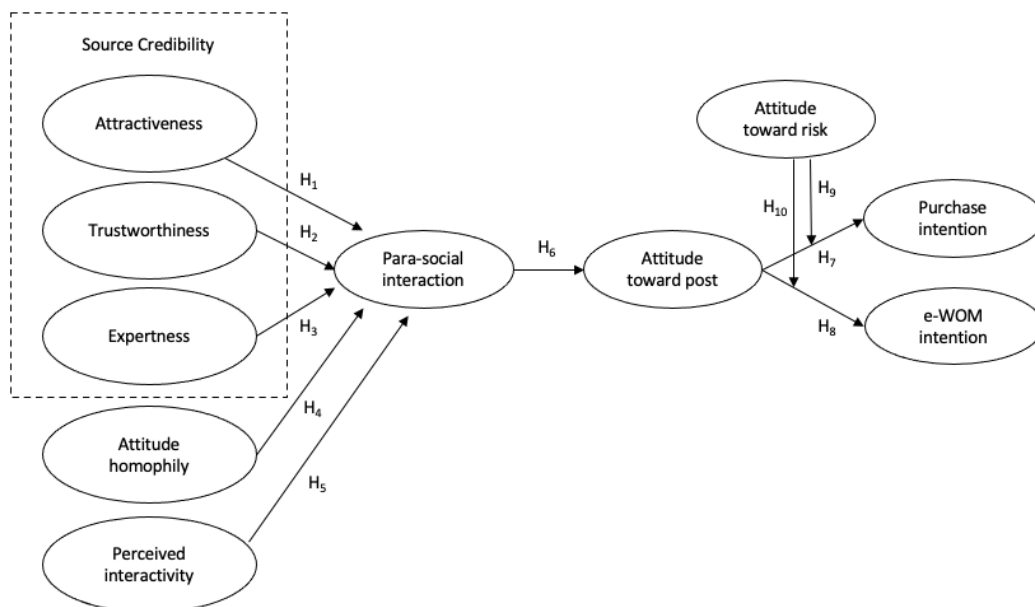 Source Credibility
Attractiveness
Trustworthiness
Expertness
Attitude
homophily
Perceived
interactivity
H₁
H₂
H₃
H₄
H₅
Para-social
interaction
H₆
Attitude
toward post
Attitude
toward risk
H₉
H₁₀
H₇
H₈
Purchase
intention
e-WOM
intention